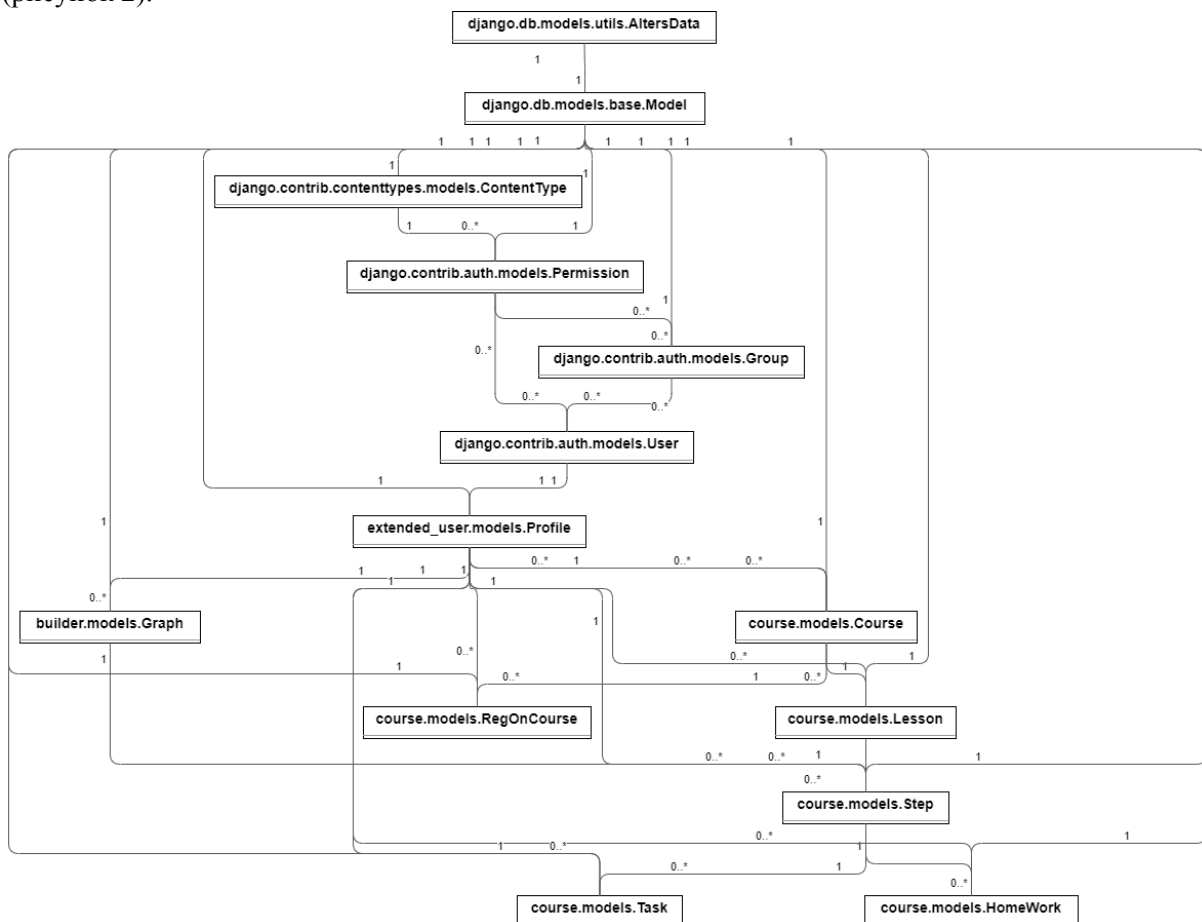 (рисунок 2).
django.db.models.utils.AltersData
1
1
django.db.models.base.Model
1 1 1 1 1 1 1 1 1 1
1
1
django.contrib.contenttypes.models.ContentType
1 0..* 1
django.contrib.auth.models.Permission
1
0..*
0..*
0..*
django.contrib.auth.models.Group
0..* 0..*
0..*
django.contrib.auth.models.User
1 1 1
1 1
extended_user.models.Profile
0..* 1 0..* 0..*
1 1 1
1 1
0..*
builder.models.Graph
course.models.Course
1
1
0..*
0..* 1
1 1 1
0..* 1 0..*
course.models.RegOnCourse
course.models.Lesson
0..* 0..* 1 1
0..*
course.models.Step
0..* 1
1 0..* 1
0..* 1
0..*
course.models.Task
course.models.HomeWork